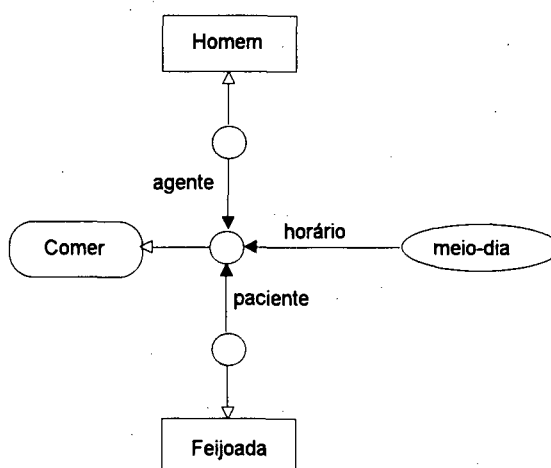 Homem
agente
horário
Comer
meio-dia
paciente
Feijoada